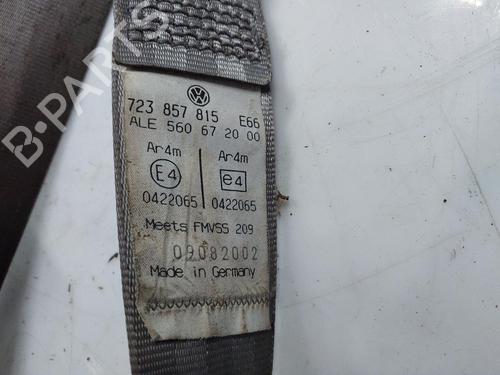 723 857 815 E66
ALE 560 67 20 00
Ar4m Ar4m
E4 e4
0422065 0422065
Meets FMVSS 209
09082002
Made in Germany
B-Parts